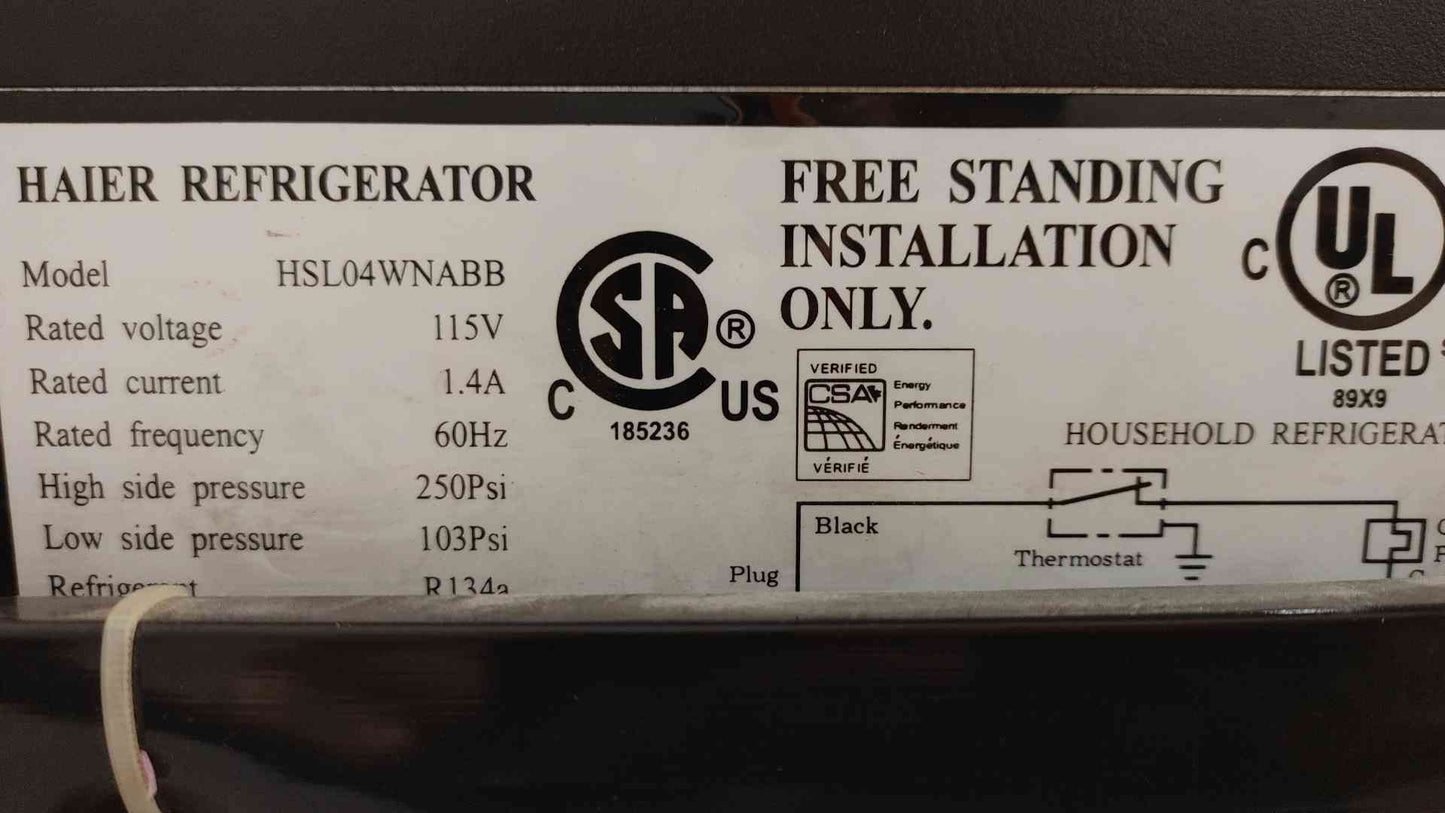 HAIER REFRIGERATOR
Model HSL04WNABB
Rated voltage 115V
Rated current 1.4A
Rated frequency 60Hz
High side pressure 250Psi
Low side pressure 103Psi
Refrigerant R134a
SA ®
C US
185236
FREE STANDING
INSTALLATION
ONLY.
VERIFIED
CSA
Energy
Performance
Rendement
Énergétique
VÉRIFIÉ
C UL ®
LISTED
89X9
HOUSEHOLD
Black
Thermostat
Plug